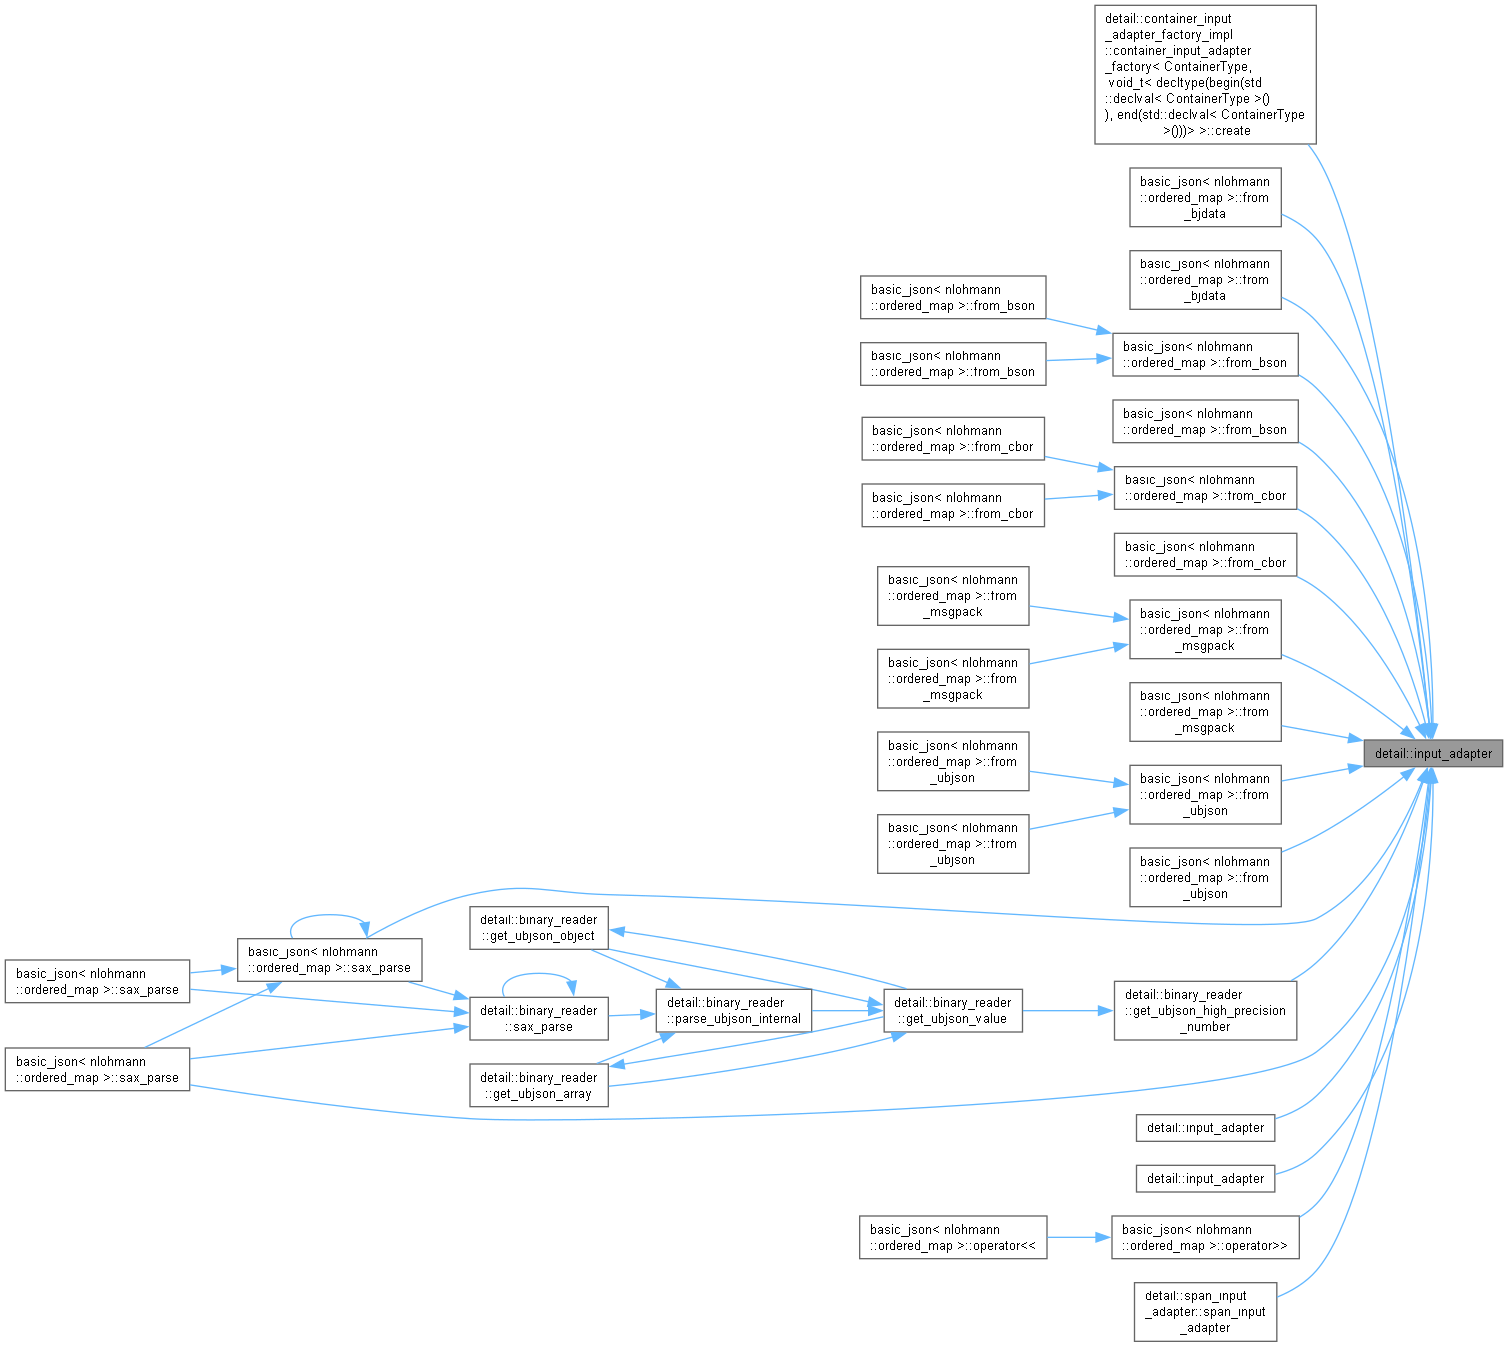 detail::container_input
_adapter_factory_impl
::container_input_adapter
_factory< ContainerType,
void_t< decltype(begin(std
::declval< ContainerType >()
), end(std::declval< ContainerType
>()))> >::create
basic_json< nlohmann
::ordered_map >::from
_bjdata
basic_json< nlohmann
::ordered_map >::from
_bjdata
basic_json< nlohmann
::ordered_map >::from_bson
basic_json< nlohmann
::ordered_map >::from_bson
basic_json< nlohmann
::ordered_map >::from_bson
basic_json< nlohmann
::ordered_map >::from_bson
basic_json< nlohmann
::ordered_map >::from_cbor
basic_json< nlohmann
::ordered_map >::from_cbor
basic_json< nlohmann
::ordered_map >::from_cbor
basic_json< nlohmann
::ordered_map >::from_cbor
basic_json< nlohmann
::ordered_map >::from
_msgpack
basic_json< nlohmann
::ordered_map >::from
_msgpack
basic_json< nlohmann
::ordered_map >::from
_msgpack
basic_json< nlohmann
::ordered_map >::from
_msgpack
detail::input_adapter
basic_json< nlohmann
::ordered_map >::from
_ubjson
basic_json< nlohmann
::ordered_map >::from
_ubjson
basic_json< nlohmann
::ordered_map >::from
_ubjson
basic_json< nlohmann
::ordered_map >::from
_ubjson
detail::binary_reader
::get_ubjson_object
basic_json< nlohmann
::ordered_map >::sax_parse
basic_json< nlohmann
::ordered_map >::sax_parse
detail::binary_reader
::sax_parse
detail::binary_reader
::parse_ubjson_internal
detail::binary_reader
::get_ubjson_value
detail::binary_reader
::get_ubjson_high_precision
_number
basic_json< nlohmann
::ordered_map >::sax_parse
detail::binary_reader
::get_ubjson_array
detail::input_adapter
detail::input_adapter
basic_json< nlohmann
::ordered_map >::operator<<
basic_json< nlohmann
::ordered_map >::operator>>
detail::span_input
_adapter::span_input
_adapter